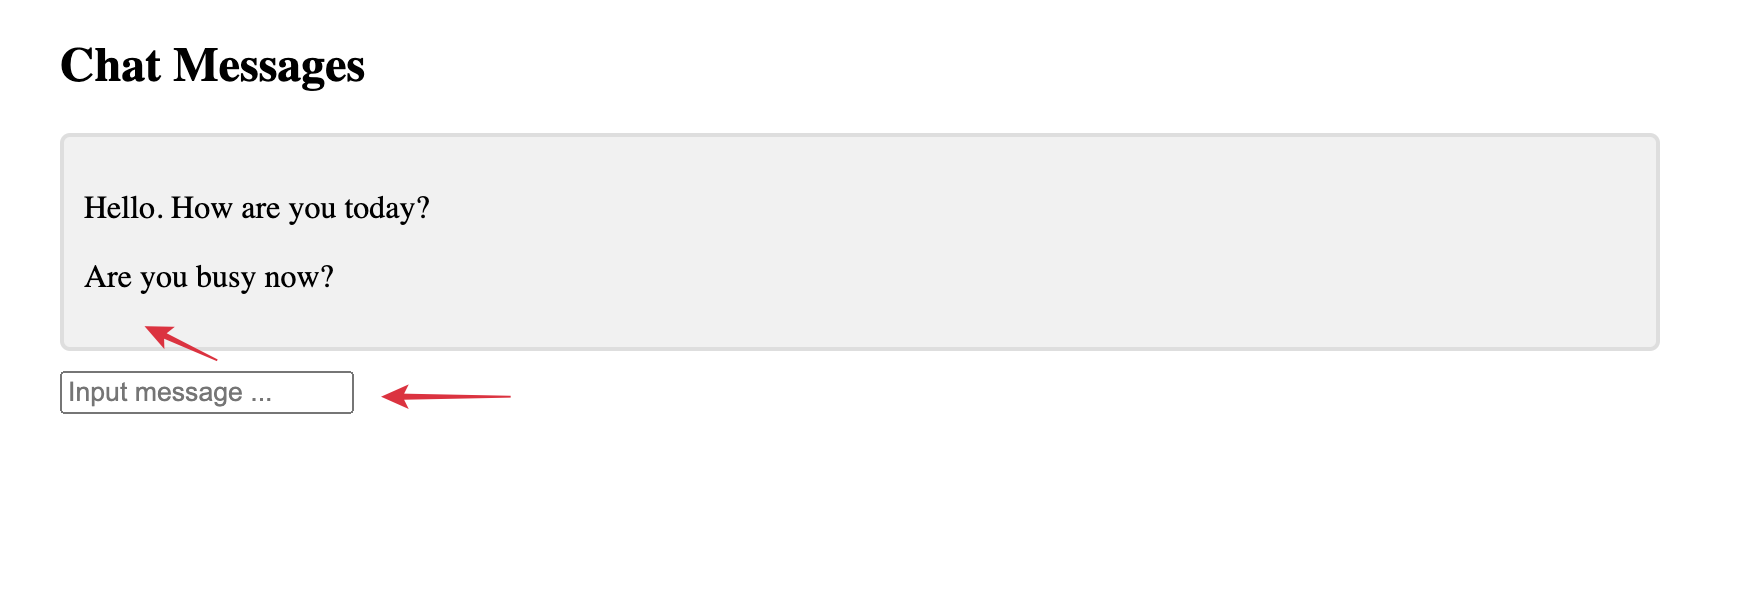 Chat Messages
Hello. How are you today?
Are you busy now?
Input message ...